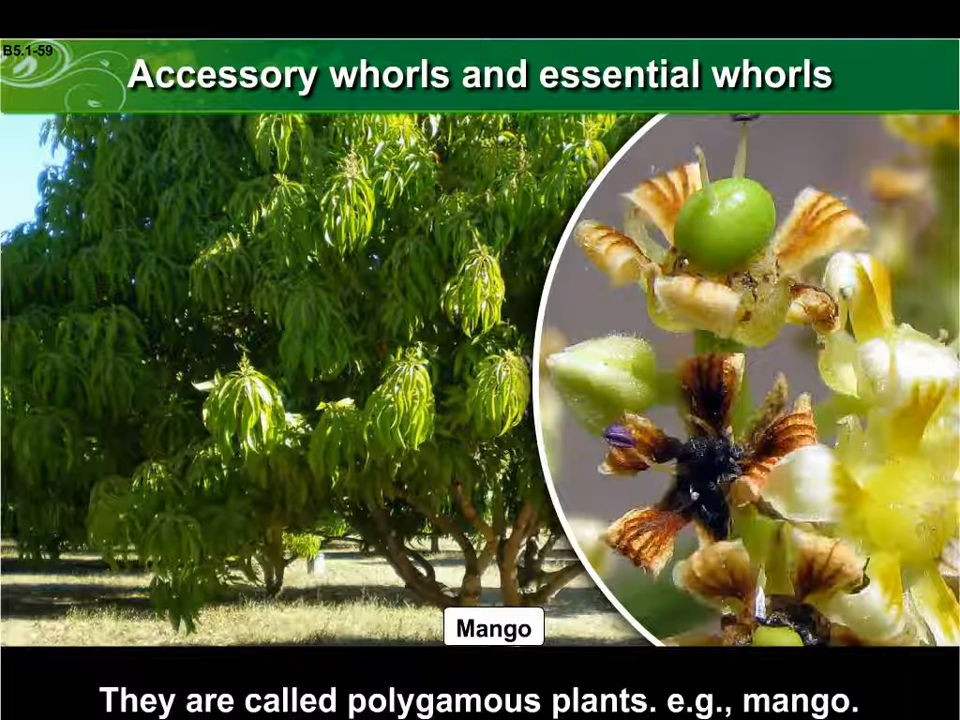 B5.1-59
Accessory whorls and essential whorls
Mango
They are called polygamous plants. e.g., mango.